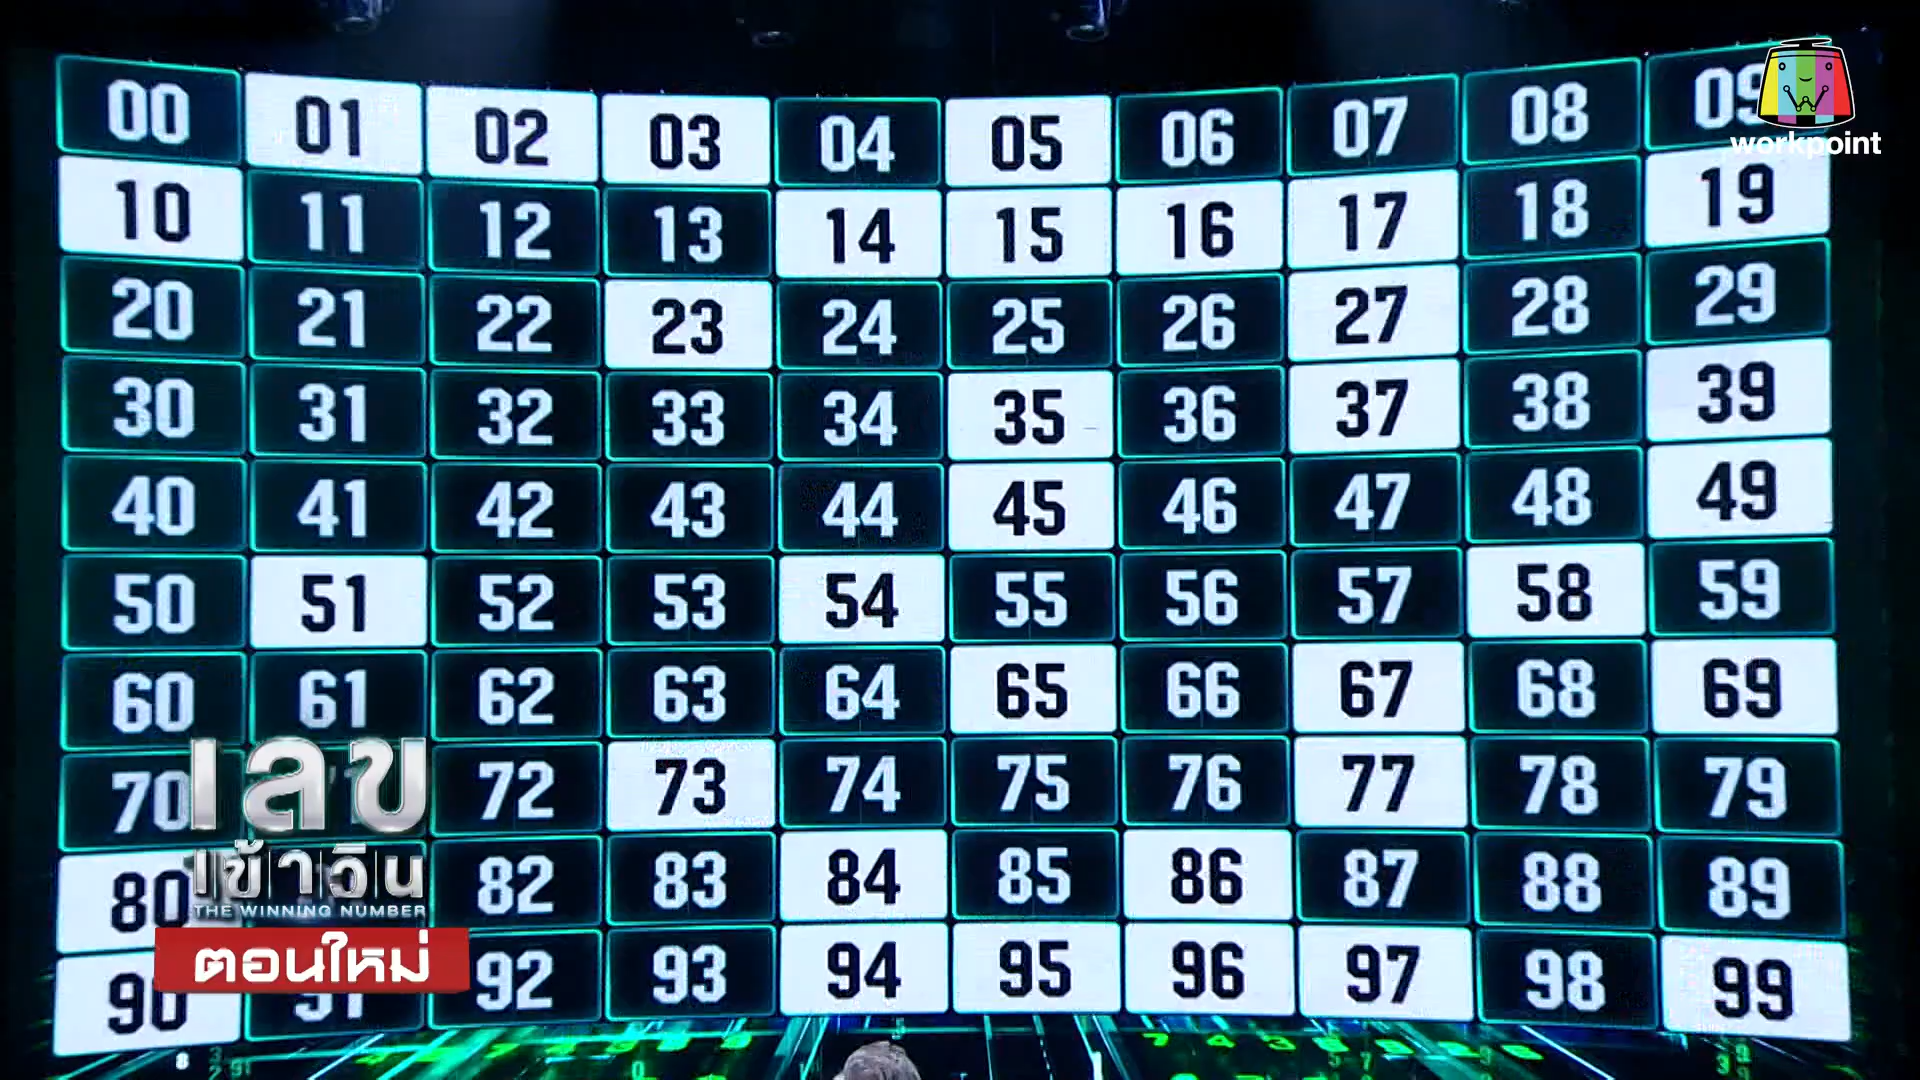 00 01 02 03 04 05 06 07 08 09
workpoint
10 11 12 13 14 15 16 17 18 19
20 21 22 23 24 25 26 27 28 29
30 31 32 33 34 35 36 37 38 39
40 41 42 43 44 45 46 47 48 49
50 51 52 53 54 55 56 57 58 59
60 61 62 63 64 65 66 67 68 69
70 72 73 74 75 76 77 78 79
80 82 83 84 85 86 87 88 89
90 91 92 93 94 95 96 97 98 99
เลข
เข้าวิน
THE WINNING NUMBER
ตอนใหม่